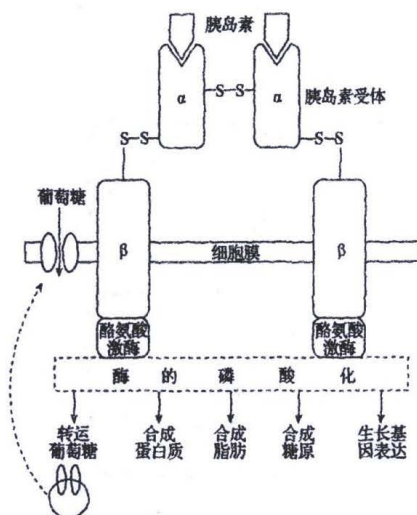 胰岛素
α
α
S-S
胰岛素受体
S-S
S-S
葡萄糖
β
β
细胞膜
酪氨酸
激酶
酪氨酸
激酶
酶的磷酸化
转运
葡萄糖
合成
蛋白质
合成
脂肪
合成
糖原
生长基
因表达